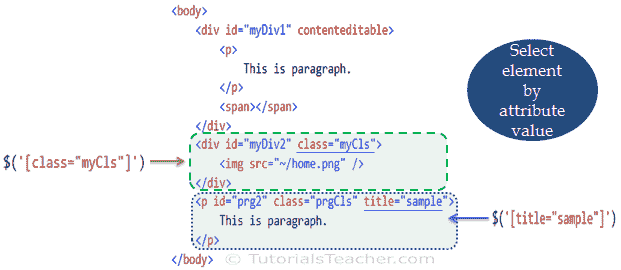 <body>
<div id="myDiv1" contenteditable>
<p>
This is paragraph.
</p>
<span></span>
</div>
<div id="myDiv2" class="myCls">
<img src="~/home.png" />
</div>
<p id="prg2" class="prgCls" title="sample">
This is paragraph.
</p>
</body>
$('[class="myCls"]')
$('[title="sample"]')
Select
element
by
attribute
value
© TutorialsTeacher.com